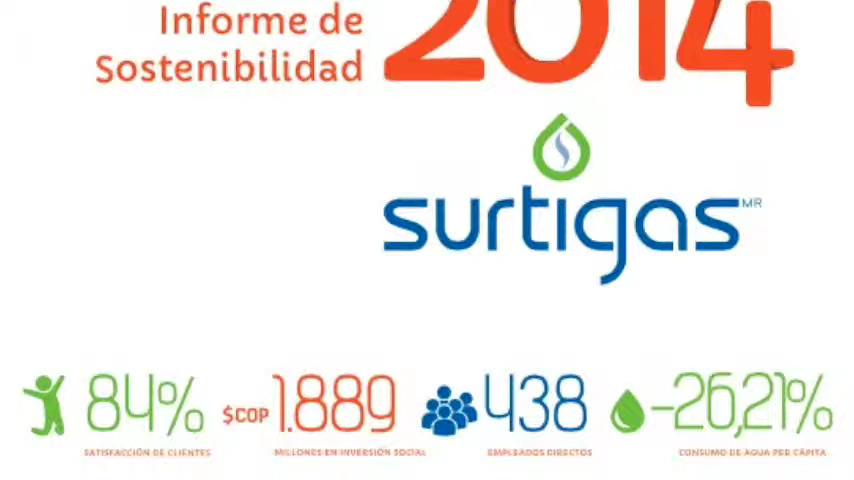 Informe de
Sostenibilidad
2014
surtigas MR
84% $COP 1.889 438 -26,21%
SATISFACCIÓN DE CLIENTES MILLONES EN INVERSIÓN SOCIAL EMPLEADOS DIRECTOS CONSUMO DE AGUA PER CÁPITA